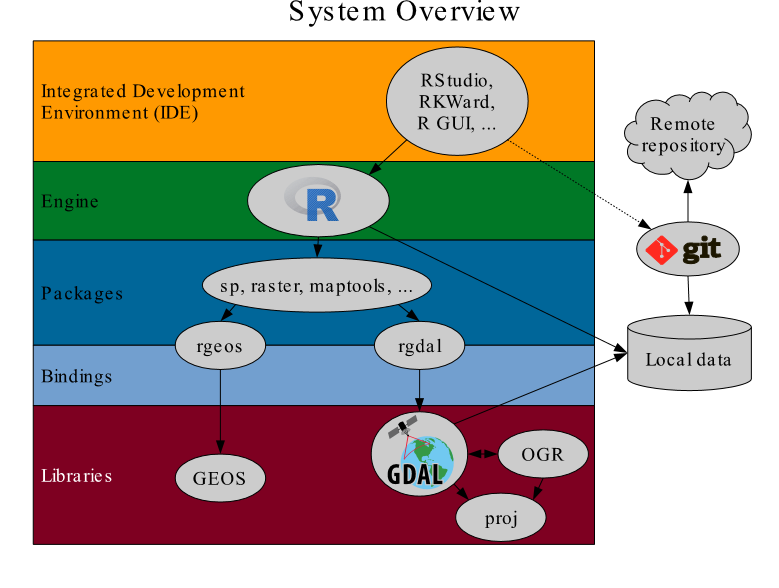 System Overview
Integrated Development
Environment (IDE)
RStudio,
RKWard,
R GUI, ...
Remote
repository
Engine
R
git
Packages
sp, raster, maptools, ...
rgeos
rgdal
Local data
Bindings
Libraries
GEOS
GDAL
OGR
proj